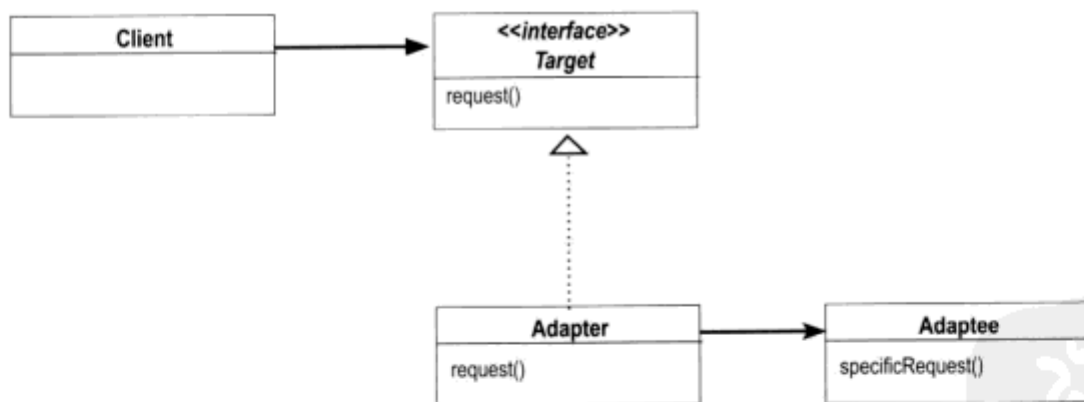 Client
<<interface>>
Target
request()
Adapter
request()
Adaptee
specificRequest()